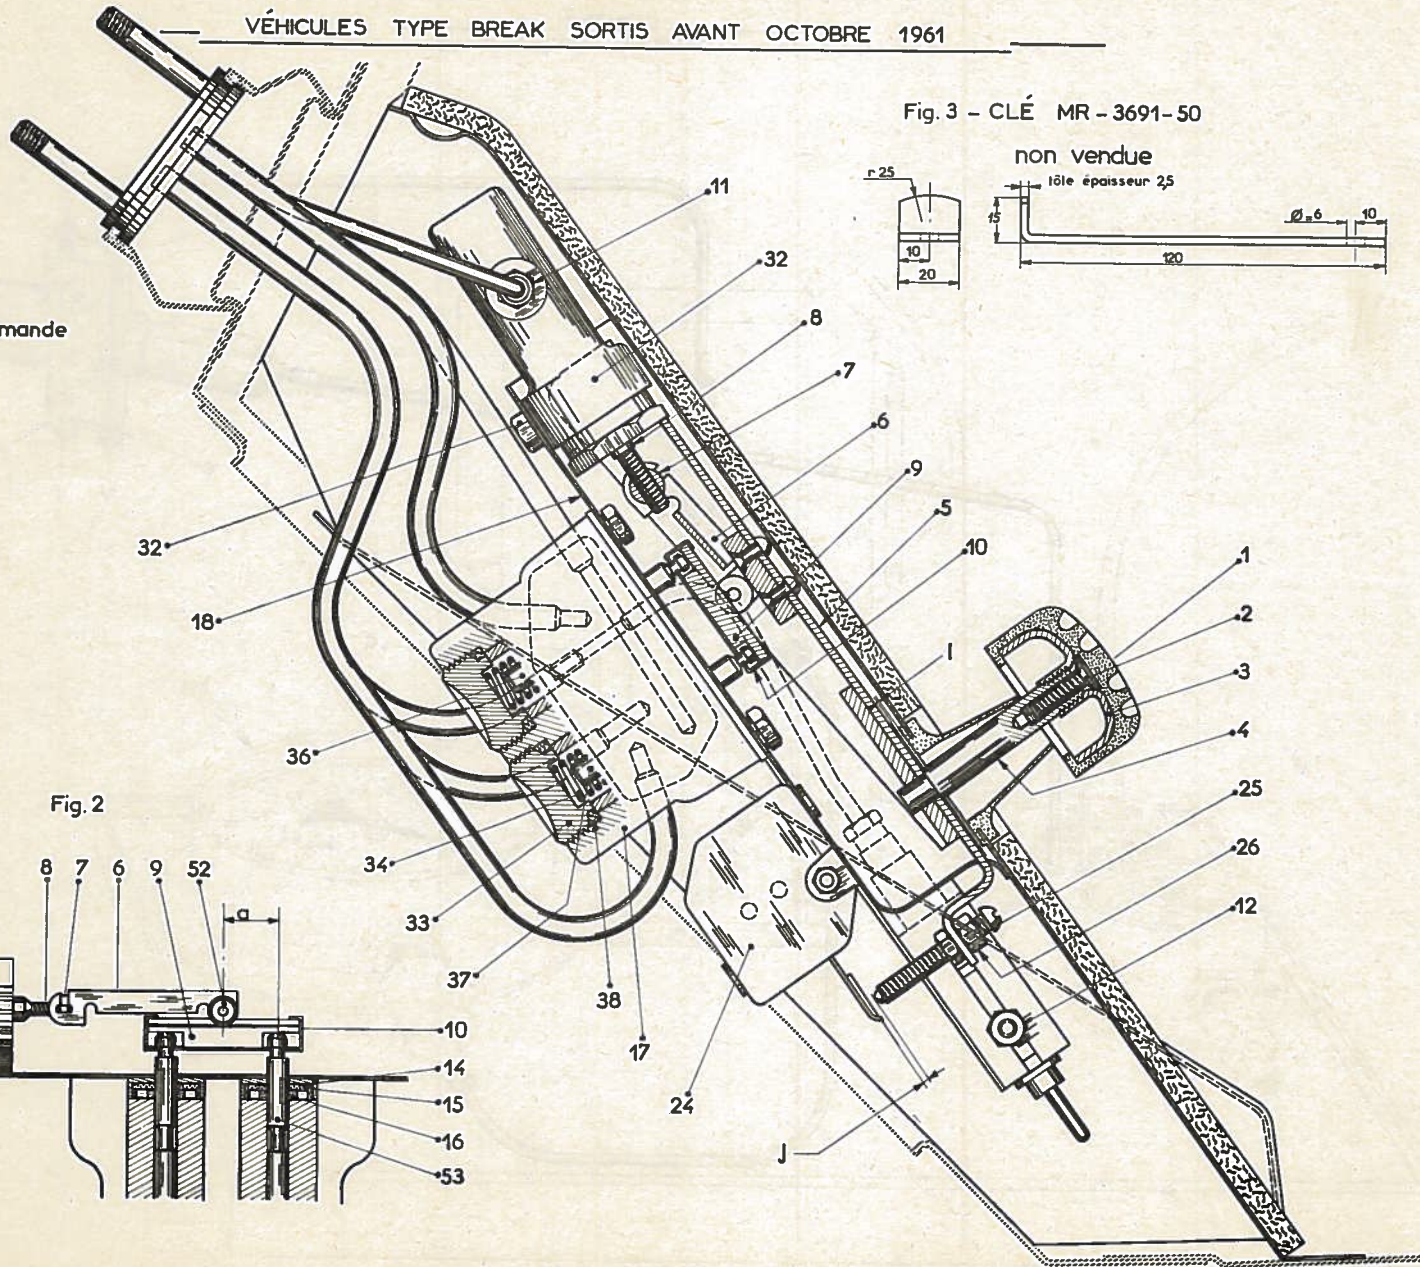 VÉHICULES TYPE BREAK SORTIS AVANT OCTOBRE 1961
Fig. 3 - CLÉ MR-3691-50
non vendue
tôle épaisseur 2,5
r 25
15
Ø=6
10
10
120
20
mande
11
32
8
7
6
9
5
10
1
I
2
3
4
25
26
12
32
18
36
34
33
37
38
17
24
J
Fig. 2
8 7 6 9 52
a
10
14
15
16
53